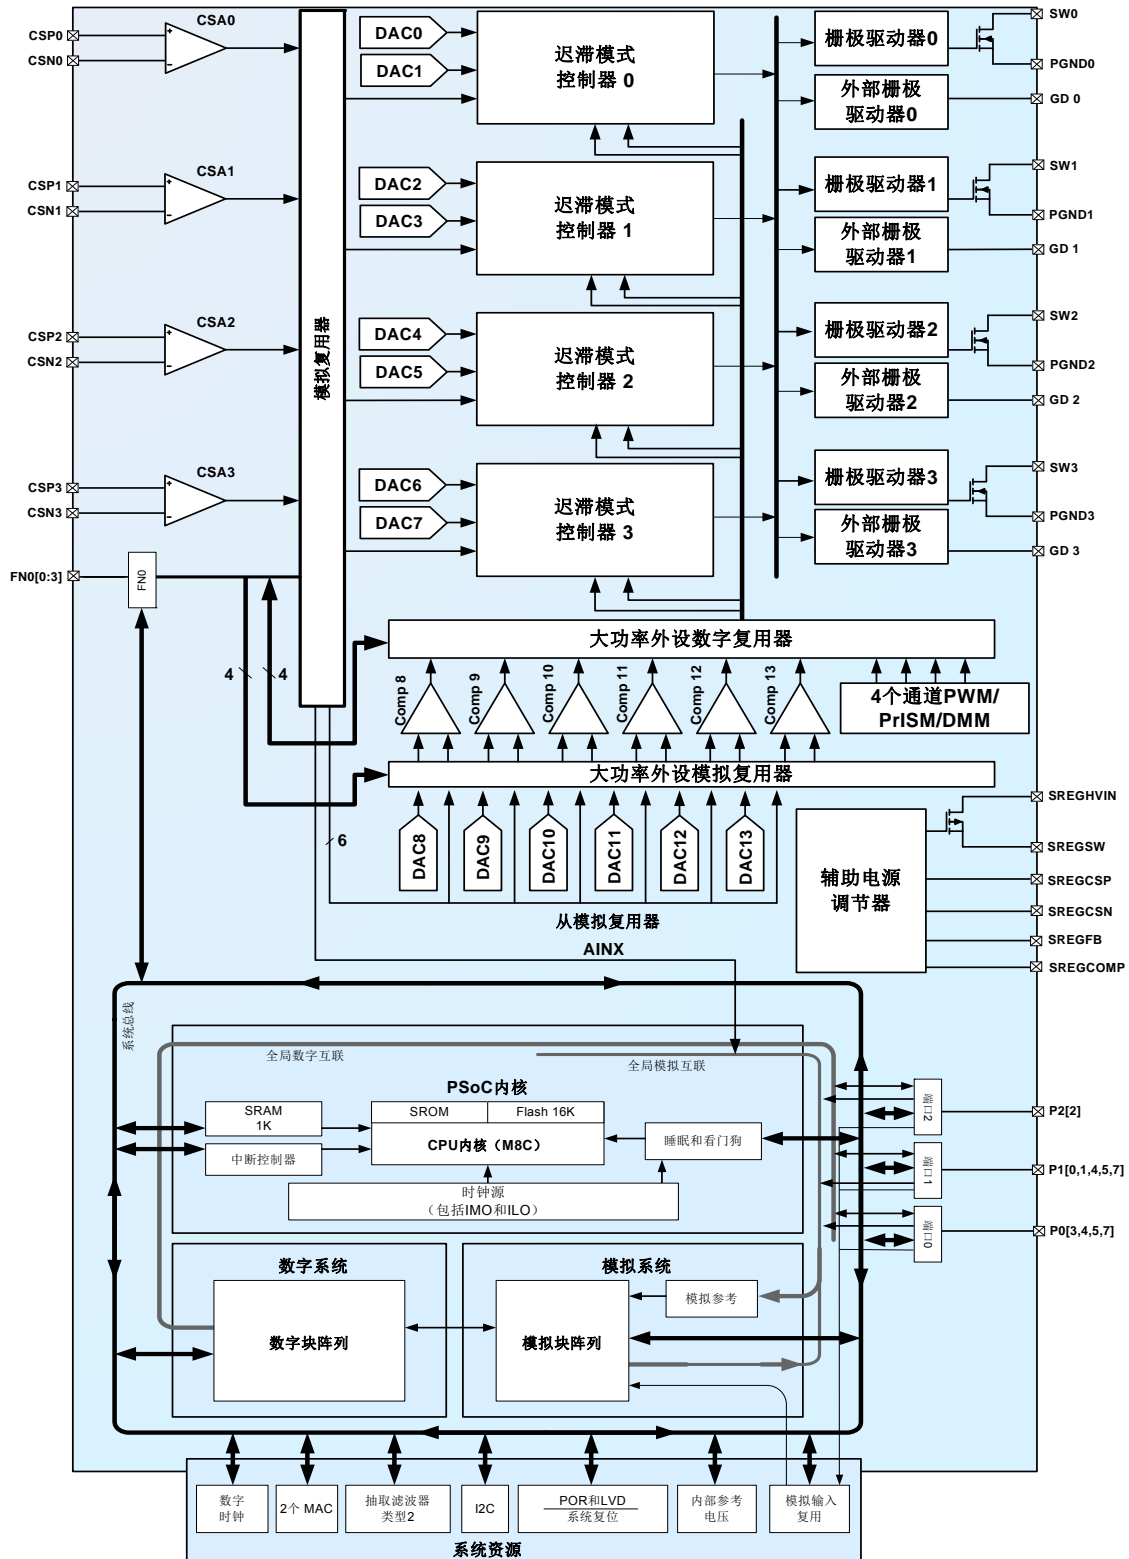 CSA0
CSP0
CSN0
DAC0
DAC1
迟滞模式
控制器 0
栅极驱动器0
外部栅极
驱动器0
SW0
PGND0
GD 0
CSA1
CSP1
CSN1
DAC2
DAC3
迟滞模式
控制器 1
栅极驱动器1
外部栅极
驱动器1
SW1
PGND1
GD 1
CSA2
CSP2
CSN2
模拟复用器
DAC4
DAC5
迟滞模式
控制器 2
栅极驱动器2
外部栅极
驱动器2
SW2
PGND2
GD 2
CSA3
CSP3
CSN3
DAC6
DAC7
迟滞模式
控制器 3
栅极驱动器3
外部栅极
驱动器3
SW3
PGND3
GD 3
FN0[0:3]
FN0
4
4
大功率外设数字复用器
Comp 8
Comp 9
Comp 10
Comp 11
Comp 12
Comp 13
4个通道PWM/
PrISM/DMM
大功率外设模拟复用器
6
DAC8
DAC9
DAC10
DAC11
DAC12
DAC13
从模拟复用器
AINX
辅助电源
调节器
SREGHVIN
SREGSW
SREGCSP
SREGCSN
SREGFB
SREGCOMP
系统总线
全局数字互联
全局模拟互联
PSoC内核
SRAM
1K
SROM
Flash 16K
CPU内核（M8C）
中断控制器
睡眠和看门狗
时钟源
（包括IMO和ILO）
端口2
P2[2]
端口1
P1[0,1,4,5,7]
端口0
P0[3,4,5,7]
数字系统
数字块阵列
模拟系统
模拟块阵列
模拟参考
数字
时钟
2个 MAC
抽取滤波器
类型2
I2C
POR和LVD
系统复位
内部参考
电压
模拟输入
复用
系统资源